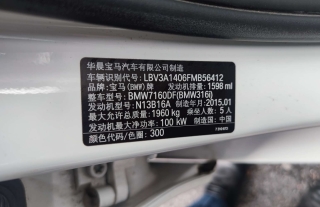 华晨宝马汽车有限公司制造
车辆识别代号: LBV3A1406FMB56412
品牌: 宝马(BMW)牌 发动机排量: 1598 ml
整车型号: BMW7160DF(BMW316i)
发动机型号: N13B16A 制造年月: 2015.01
最大允许总质量: 1960 kg 乘坐人数: 5 人
发动机最大净功率: 100 kW 制造国: 中国
颜色代码/色圈: 300